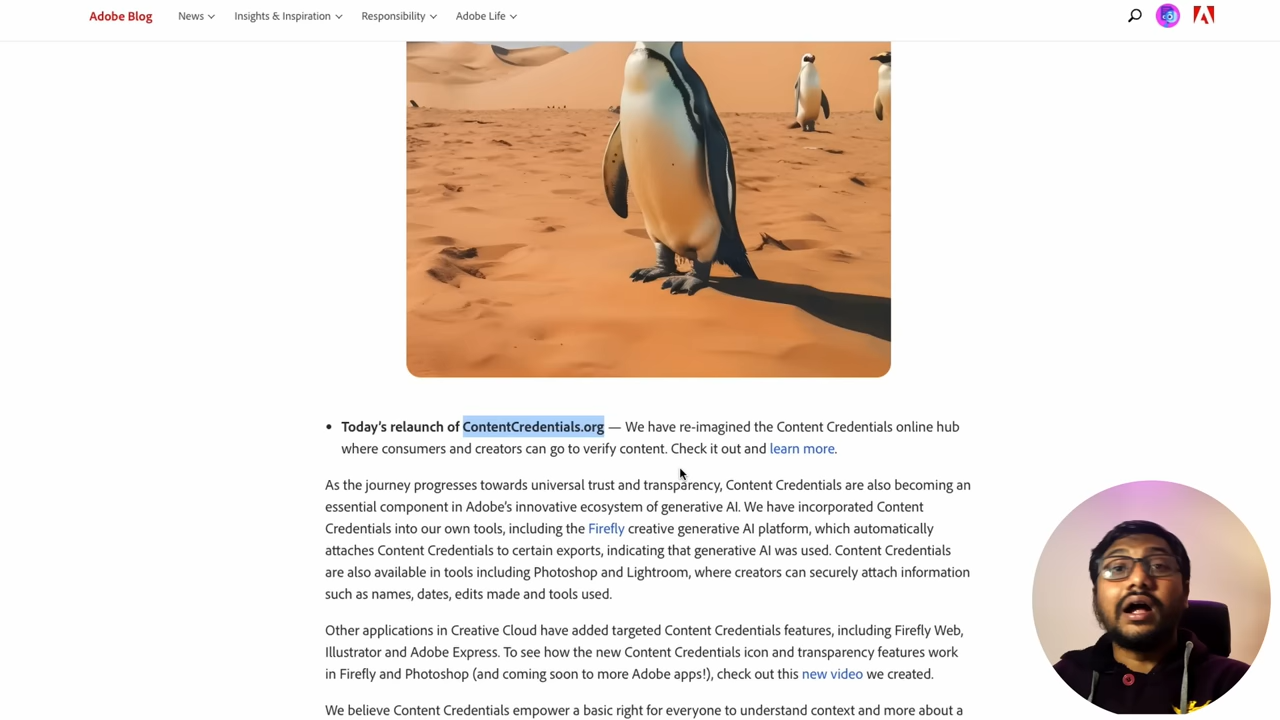 Adobe Blog News Insights & Inspiration Responsibility Adobe Life
• Today's relaunch of ContentCredentials.org — We have re-imagined the Content Credentials online hub
where consumers and creators can go to verify content. Check it out and learn more.
As the journey progresses towards universal trust and transparency, Content Credentials are also becoming an
essential component in Adobe's innovative ecosystem of generative AI. We have incorporated Content
Credentials into our own tools, including the Firefly creative generative AI platform, which automatically
attaches Content Credentials to certain exports, indicating that generative AI was used. Content Credentials
are also available in tools including Photoshop and Lightroom, where creators can securely attach information
such as names, dates, edits made and tools used.
Other applications in Creative Cloud have added targeted Content Credentials features, including Firefly Web,
Illustrator and Adobe Express. To see how the new Content Credentials icon and transparency features work
in Firefly and Photoshop (and coming soon to more Adobe apps!), check out this new video we created.
We believe Content Credentials empower a basic right for everyone to understand context and more about a